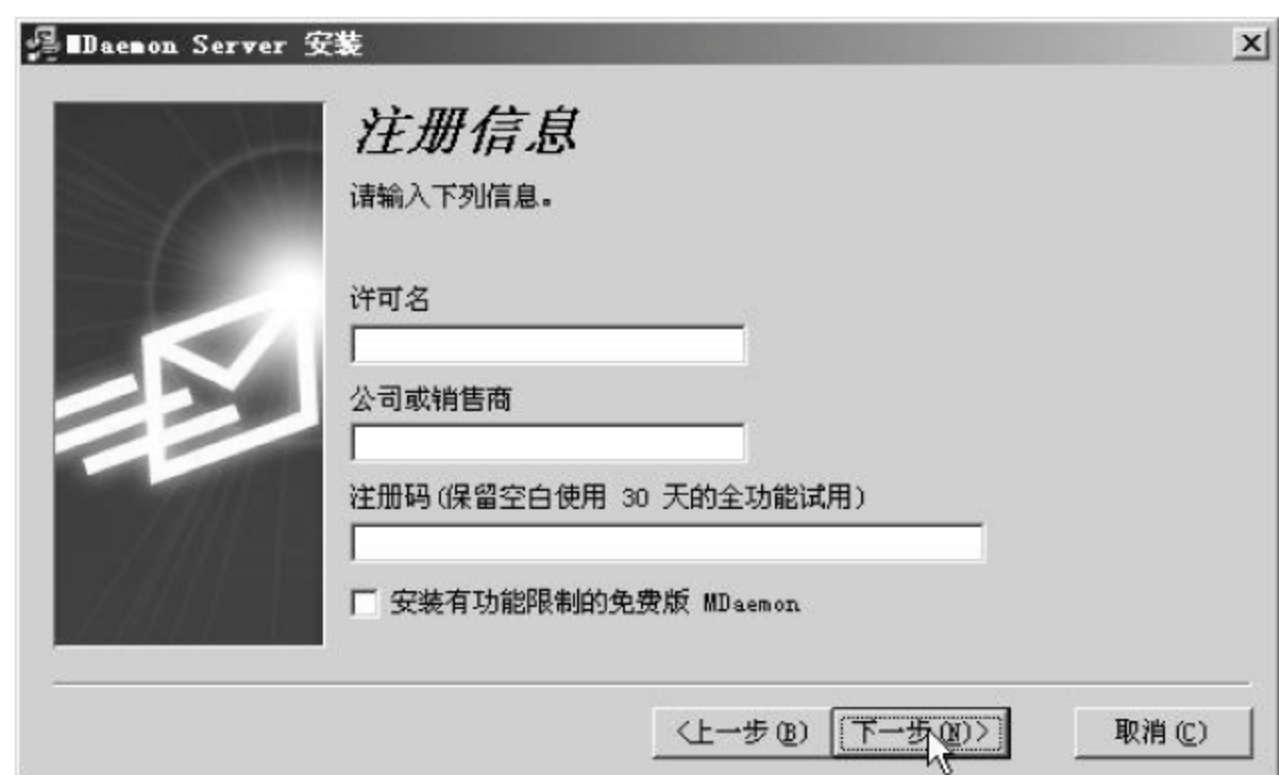 MDaemon Server 安装
注册信息
请输入下列信息。
许可名
公司或销售商
注册码(保留空白使用 30 天的全功能试用)
安装有功能限制的免费版 MDaemon
<上一步(B) 下一步(N)> 取消(C)